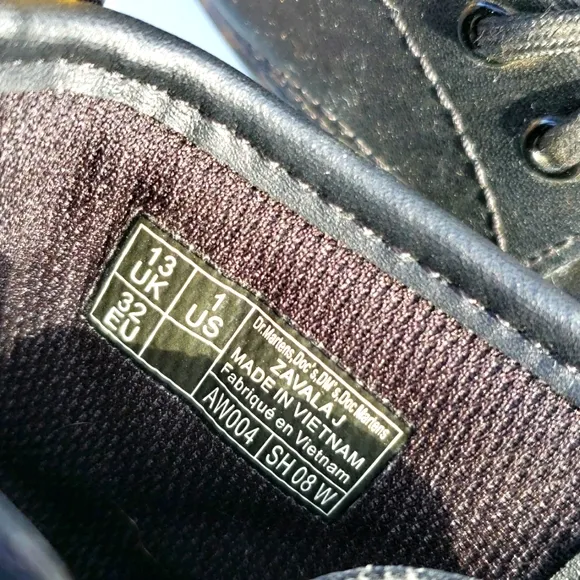 13 UK
1 US
32 EU
Dr.Martens,Doc's,DM's,Doc Martens
ZAVALA J
MADE IN VIETNAM
Fabriqué en Vietnam
AW004 SH 08 W